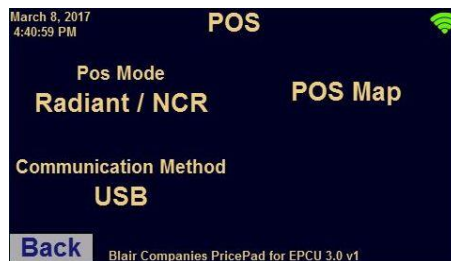 March 8, 2017
4:40:59 PM
POS
Pos Mode
Radiant / NCR
POS Map
Communication Method
USB
Back
Blair Companies PricePad for EPCU 3.0 v1